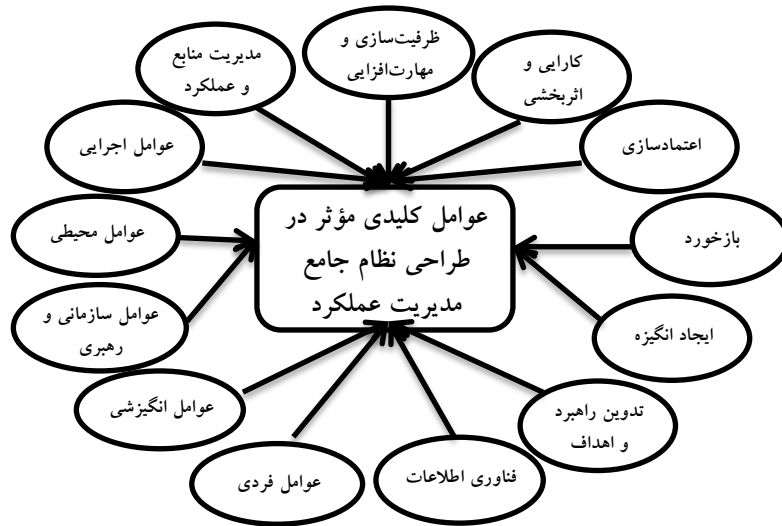 ظرفیت‌سازی و
مهارت‌افزایی
کارایی و
اثربخشی
مدیریت منابع
و عملکرد
اعتمادسازی
عوامل اجرایی
عوامل کلیدی مؤثر در
طراحی نظام جامع
مدیریت عملکرد
بازخورد
عوامل محیطی
ایجاد انگیزه
عوامل سازمانی و
رهبری
تدوین راهبرد
و اهداف
عوامل انگیزشی
فناوری اطلاعات
عوامل فردی